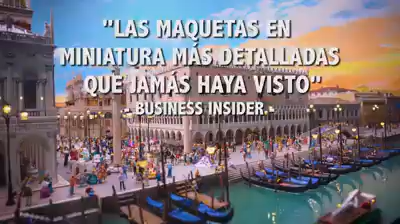 "LAS MAQUETAS EN
MINIATURA MÁS DETALLADAS
QUE JAMÁS HAYA VISTO"
- BUSINESS INSIDER -